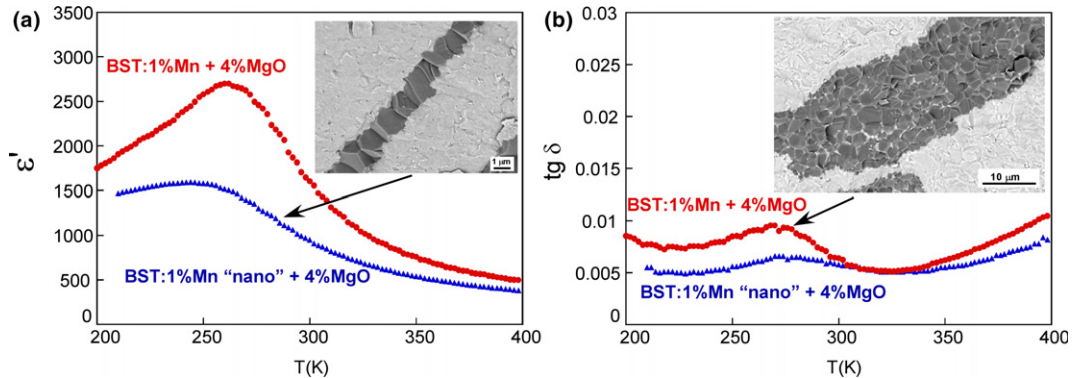 (a)
3500
3000
2500
2000
1500
1000
500
0
ε'
BST:1%Mn + 4%MgO
BST:1%Mn “nano” + 4%MgO
1 μm
200
250
300
350
400
T(K)
(b)
0.03
0.025
0.02
0.015
0.01
0.005
0
tg δ
BST:1%Mn + 4%MgO
BST:1%Mn “nano” + 4%MgO
10 μm
200
250
300
350
400
T(K)